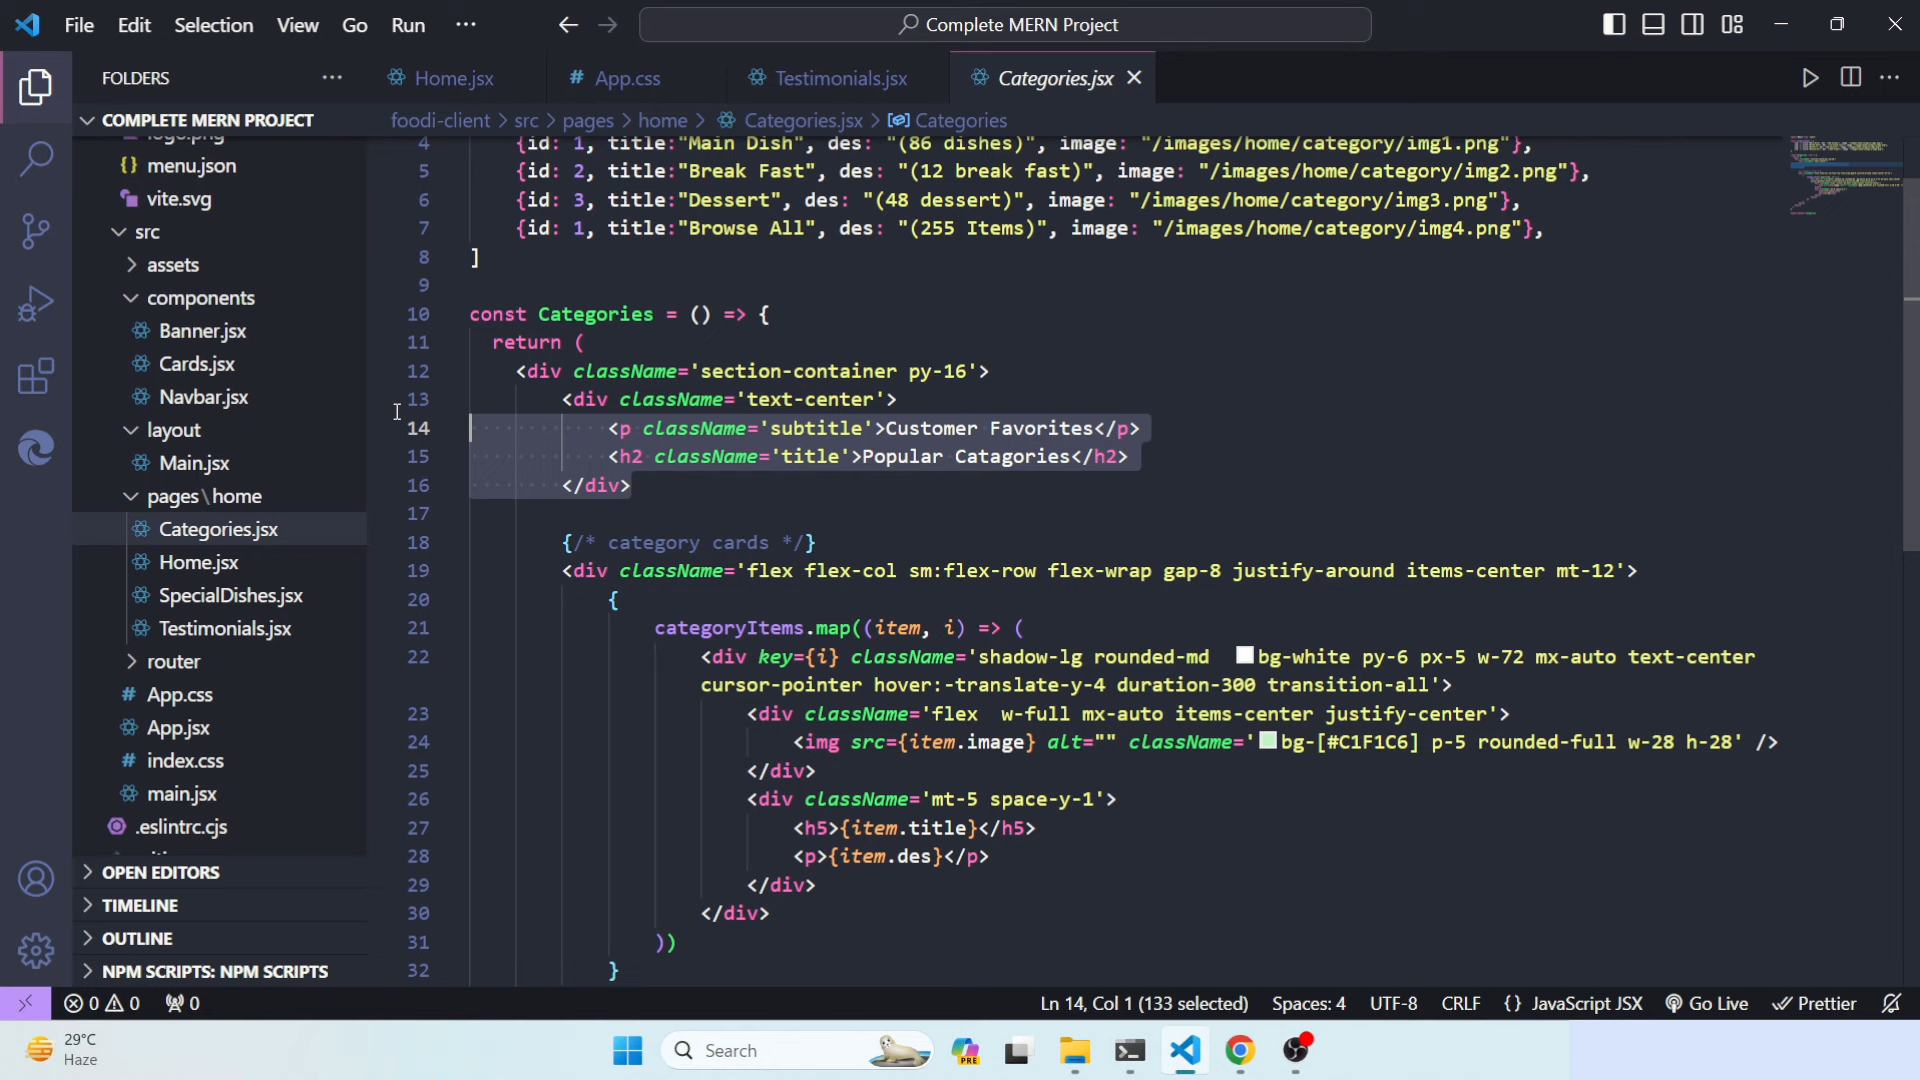 File Edit Selection View Go Run ··· Complete MERN Project
FOLDERS ···
Home.jsx # App.css Testimonials.jsx Categories.jsx
COMPLETE MERN PROJECT
foodi-client > src > pages > home > Categories.jsx > Categories
logo.png
{} menu.json
vite.svg
src
assets
components
Banner.jsx
Cards.jsx
Navbar.jsx
layout
Main.jsx
pages\home
Categories.jsx
Home.jsx
SpecialDishes.jsx
Testimonials.jsx
router
# App.css
App.jsx
# index.css
main.jsx
.eslintrc.cjs
OPEN EDITORS
TIMELINE
OUTLINE
NPM SCRIPTS: NPM SCRIPTS
4 {id: 1, title:"Main Dish", des: "(86 dishes)", image: "/images/home/category/img1.png"},
5 {id: 2, title:"Break Fast", des: "(12 break fast)", image: "/images/home/category/img2.png"},
6 {id: 3, title:"Dessert", des: "(48 dessert)", image: "/images/home/category/img3.png"},
7 {id: 1, title:"Browse All", des: "(255 Items)", image: "/images/home/category/img4.png"},
8 ]
9
10 const Categories = () => {
11 return (
12 <div className='section-container py-16'>
13 <div className='text-center'>
14 <p className='subtitle'>Customer Favorites</p>
15 <h2 className='title'>Popular Catagories</h2>
16 </div>
17
18 {/* category cards */}
19 <div className='flex flex-col sm:flex-row flex-wrap gap-8 justify-around items-center mt-12'>
20 {
21 categoryItems.map((item, i) => (
22 <div key={i} className='shadow-lg rounded-md bg-white py-6 px-5 w-72 mx-auto text-center
cursor-pointer hover:-translate-y-4 duration-300 transition-all'>
23 <div className='flex w-full mx-auto items-center justify-center'>
24 <img src={item.image} alt="" className='bg-[#C1F1C6] p-5 rounded-full w-28 h-28' />
25 </div>
26 <div className='mt-5 space-y-1'>
27 <h5>{item.title}</h5>
28 <p>{item.des}</p>
29 </div>
30 </div>
31 ))
32 }
0 0 0 Ln 14, Col 1 (133 selected) Spaces: 4 UTF-8 CRLF {} JavaScript JSX Go Live Prettier
29°C
Haze
Search
PRE